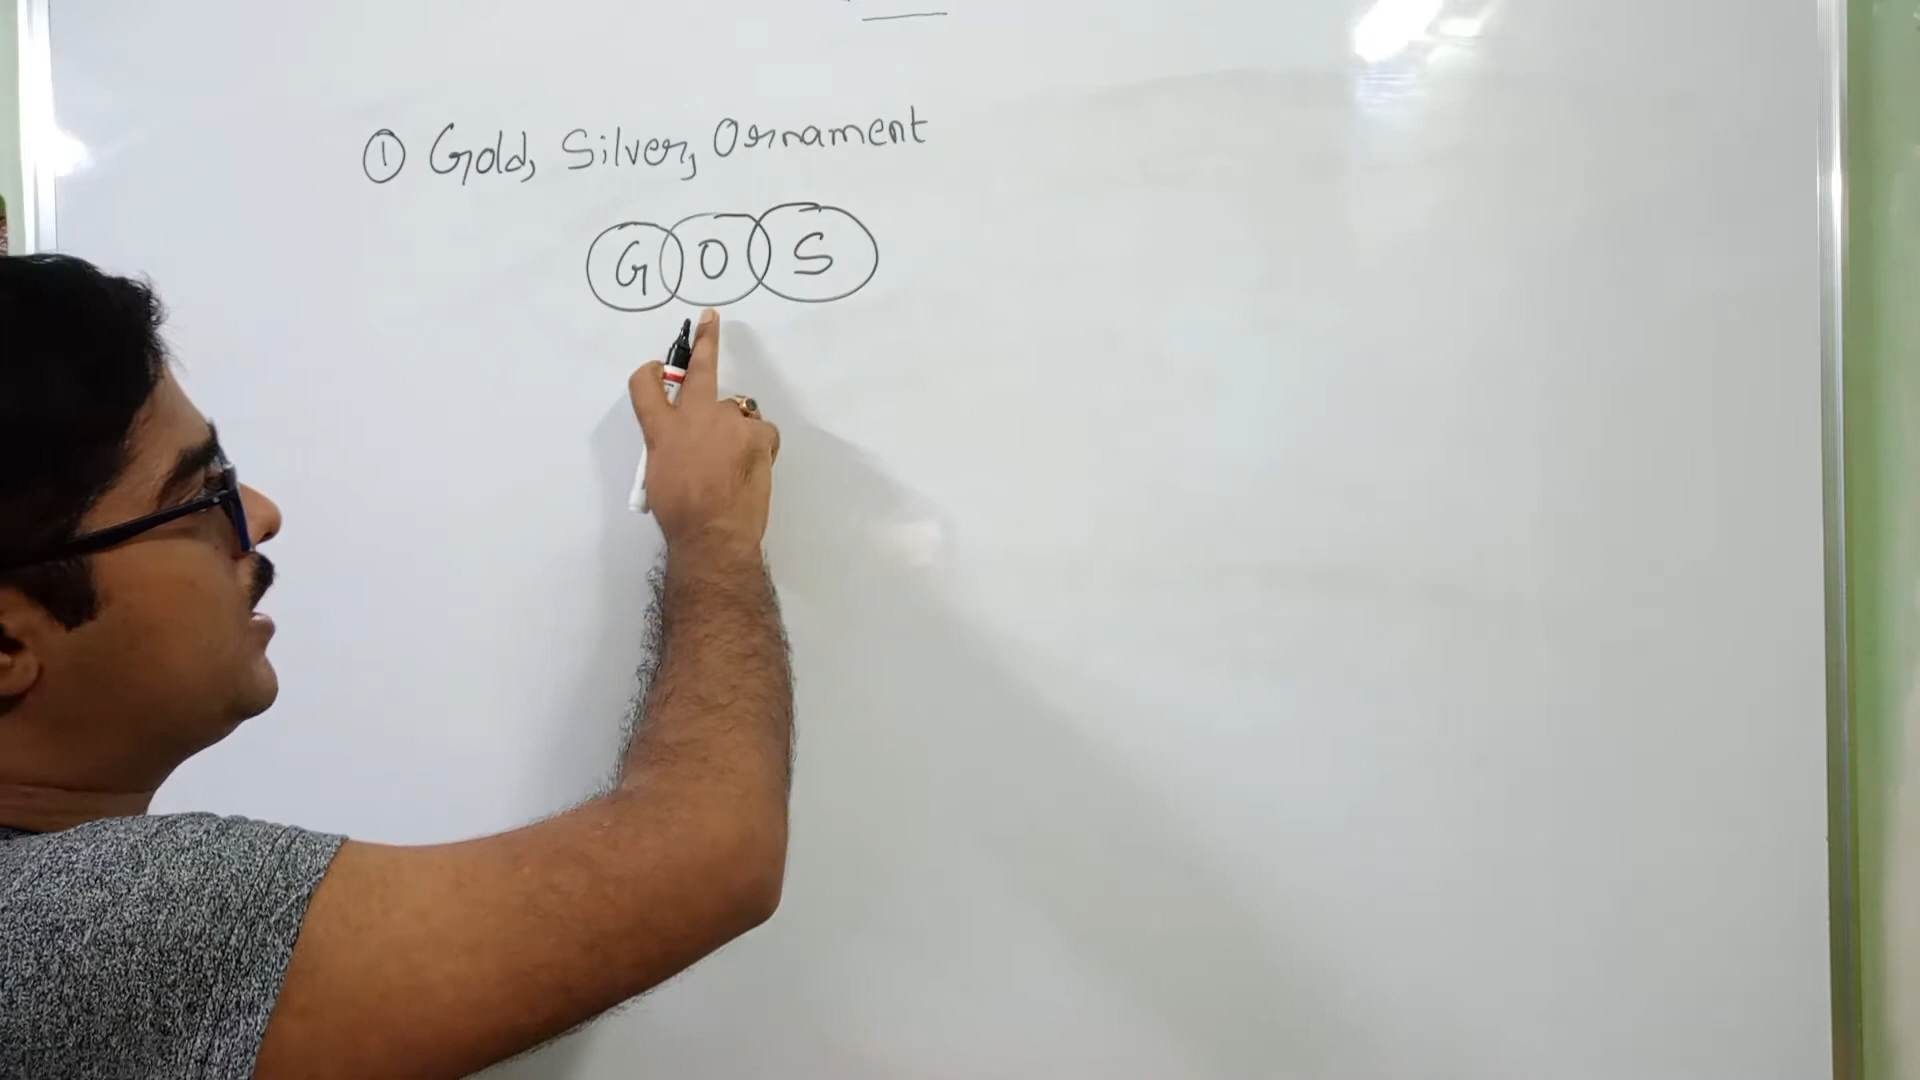 ① Gold, Silver, Ornament
G O S